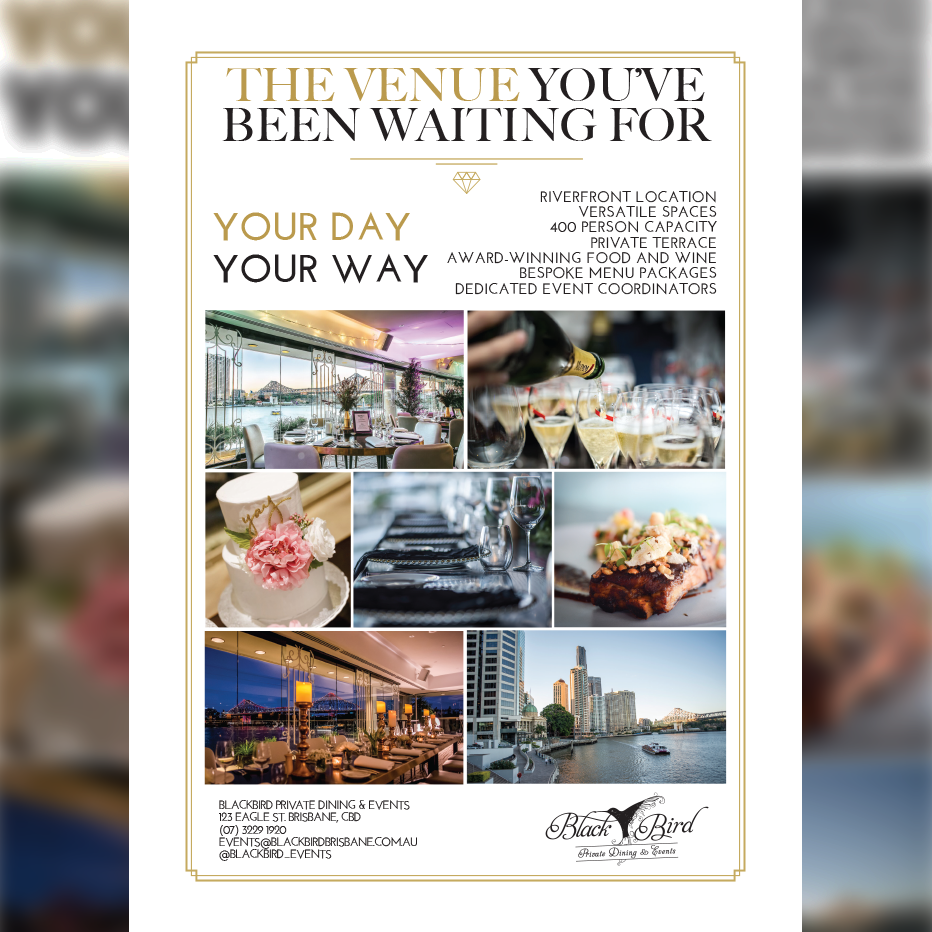 THE VENUE YOU'VE
BEEN WAITING FOR
YOUR DAY
YOUR WAY
RIVERFRONT LOCATION
VERSATILE SPACES
400 PERSON CAPACITY
PRIVATE TERRACE
AWARD-WINNING FOOD AND WINE
BESPOKE MENU PACKAGES
DEDICATED EVENT COORDINATORS
yay
BLACKBIRD PRIVATE DINING & EVENTS
123 EAGLE ST. BRISBANE, CBD
(07) 3229 1920
EVENTS@BLACKBIRDBRISBANE.COM.AU
@BLACKBIRD_EVENTS
Black Bird
Private Dining & Events